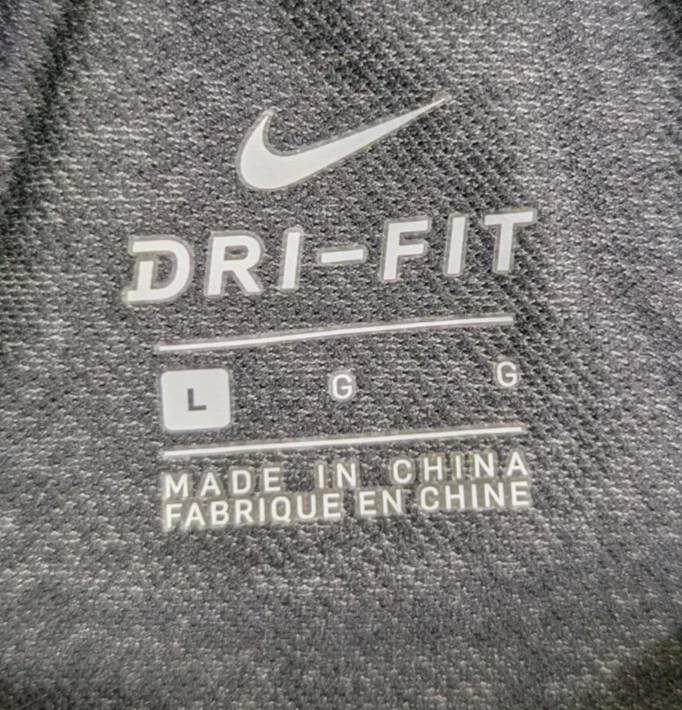 DRI-FIT
L G G
MADE IN CHINA
FABRIQUE EN CHINE